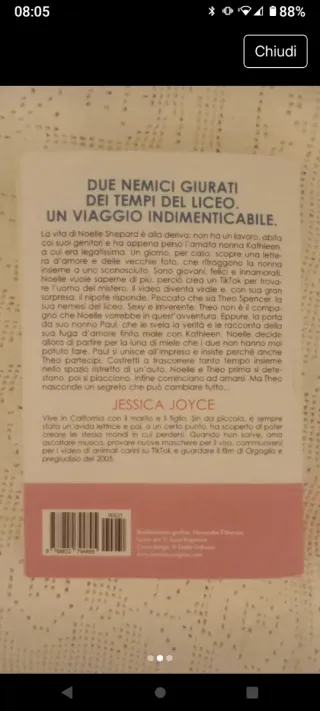 08:05
88%
Chiudi
DUE NEMICI GIURATI
DEI TEMPI DEL LICEO.
UN VIAGGIO INDIMENTICABILE.
La vita di Noelle Shepard è alla deriva: non ha un lavoro, abita
coi suoi genitori e ha appena perso l'amata nonna Kathleen,
a cui era legatissima. Un giorno, per caso, scopre una lette-
ra d'amore e delle vecchie foto, che ritraggono la nonna
insieme a uno sconosciuto. Sono giovani, felici e innamorati.
Noelle vuole saperne di più, perciò crea un TikTok per trova-
re l'uomo del mistero. Il video diventa virale e, con sua gran
sorpresa, il nipote risponde. Peccato che sia Theo Spencer, la
sua nemesi del liceo. Sexy e irriverente, Theo non è il compa-
gno che Noelle vorrebbe in quest'avventura. Eppure, la porta
da suo nonno Paul, che le svela la verità e le racconta della
sua fuga d'amore finita male con Kathleen. Noelle decide
allora di partire per la luna di miele che i due non hanno mai
potuto fare. Paul si unisce all'impresa e insiste perché anche
Theo partecipi. Costretti a trascorrere tanto tempo insieme
nello spazio ristretto di un'auto, Noelle e Theo prima si dete-
stano, poi si piacciono, infine cominciano ad amarsi. Ma Theo
nasconde un segreto che può cambiare tutto...
JESSICA JOYCE
Vive in California con il marito e il figlio. Sin da piccola, è sempre
stata un'avida lettrice e poi, a un certo punto, ha scoperto di poter
creare lei stessa mondi in cui perdersi. Quando non scrive, ama
ascoltare musica, provare nuove maschere per il viso, commuoversi
per i video di animali carini su TikTok e guardare il film di Orgoglio e
pregiudizio del 2005.